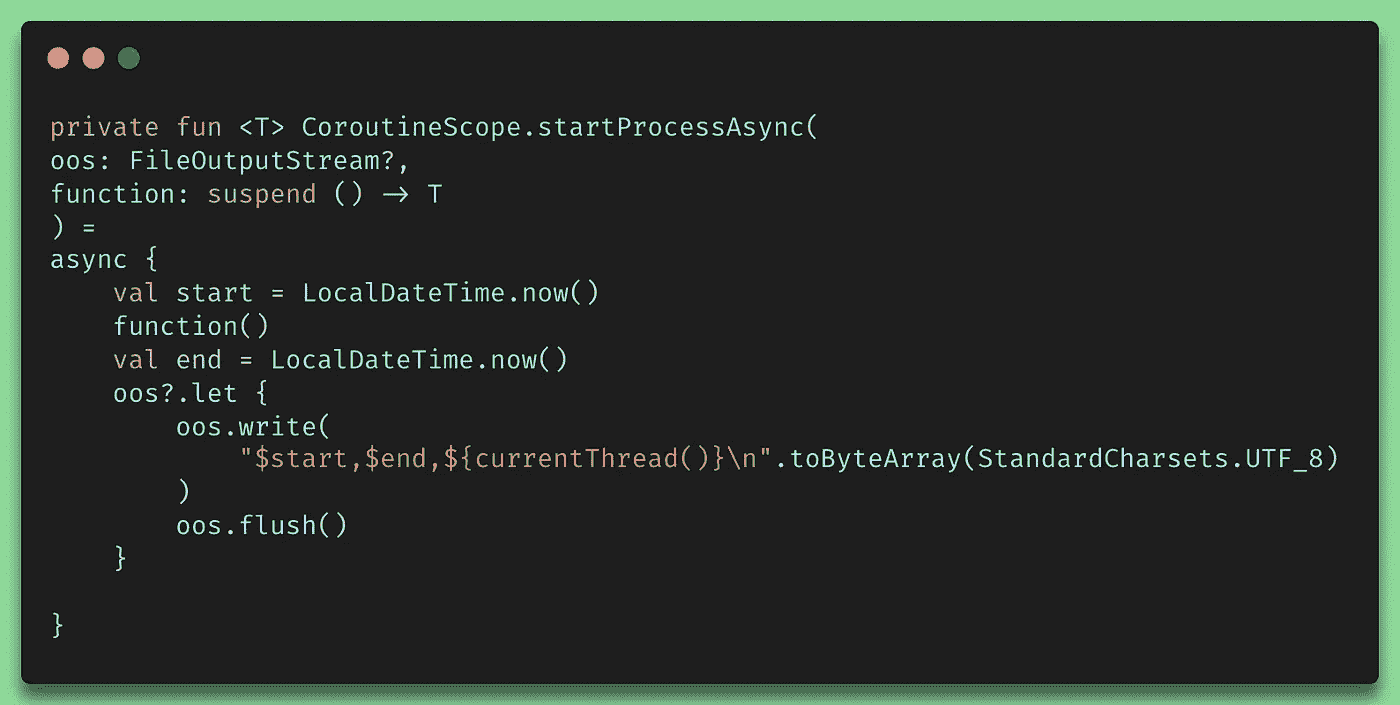 private fun <T> CoroutineScope.startProcessAsync(
oos: FileOutputStream?,
function: suspend () -> T
) =
async {
    val start = LocalDateTime.now()
    function()
    val end = LocalDateTime.now()
    oos?.let {
        oos.write(
            "$start,$end,${currentThread()}\n".toByteArray(StandardCharsets.UTF_8)
        )
        oos.flush()
    }
}